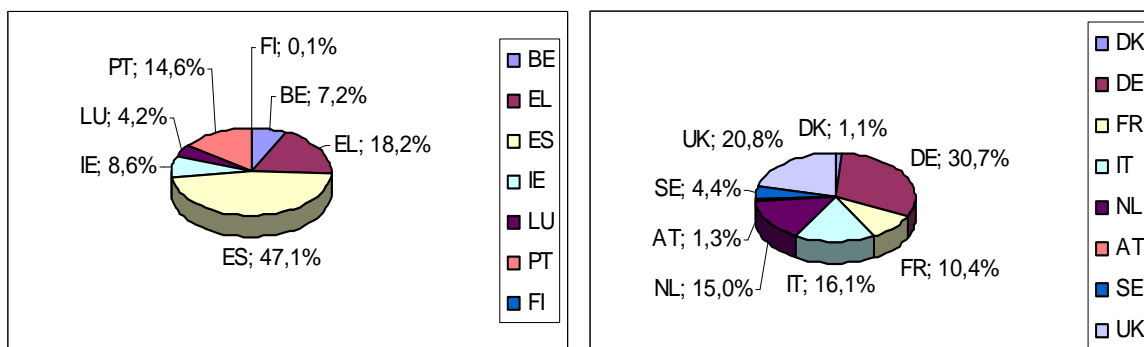 FI; 0,1%
PT; 14,6%
BE; 7,2%
LU; 4,2%
EL; 18,2%
IE; 8,6%
ES; 47,1%
BE
EL
ES
IE
LU
PT
FI
UK; 20,8%
DK; 1,1%
DE; 30,7%
SE; 4,4%
AT; 1,3%
FR; 10,4%
NL; 15,0%
IT; 16,1%
DK
DE
FR
IT
NL
AT
SE
UK